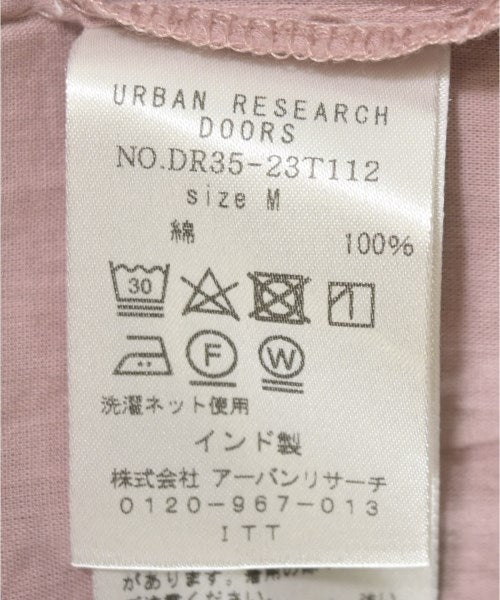 URBAN RESEARCH
DOORS
NO.DR35-23T112
size M
綿 100%
30
F W
洗濯ネット使用
インド製
株式会社 アーバンリサーチ
0120-967-013
ITT
があります。